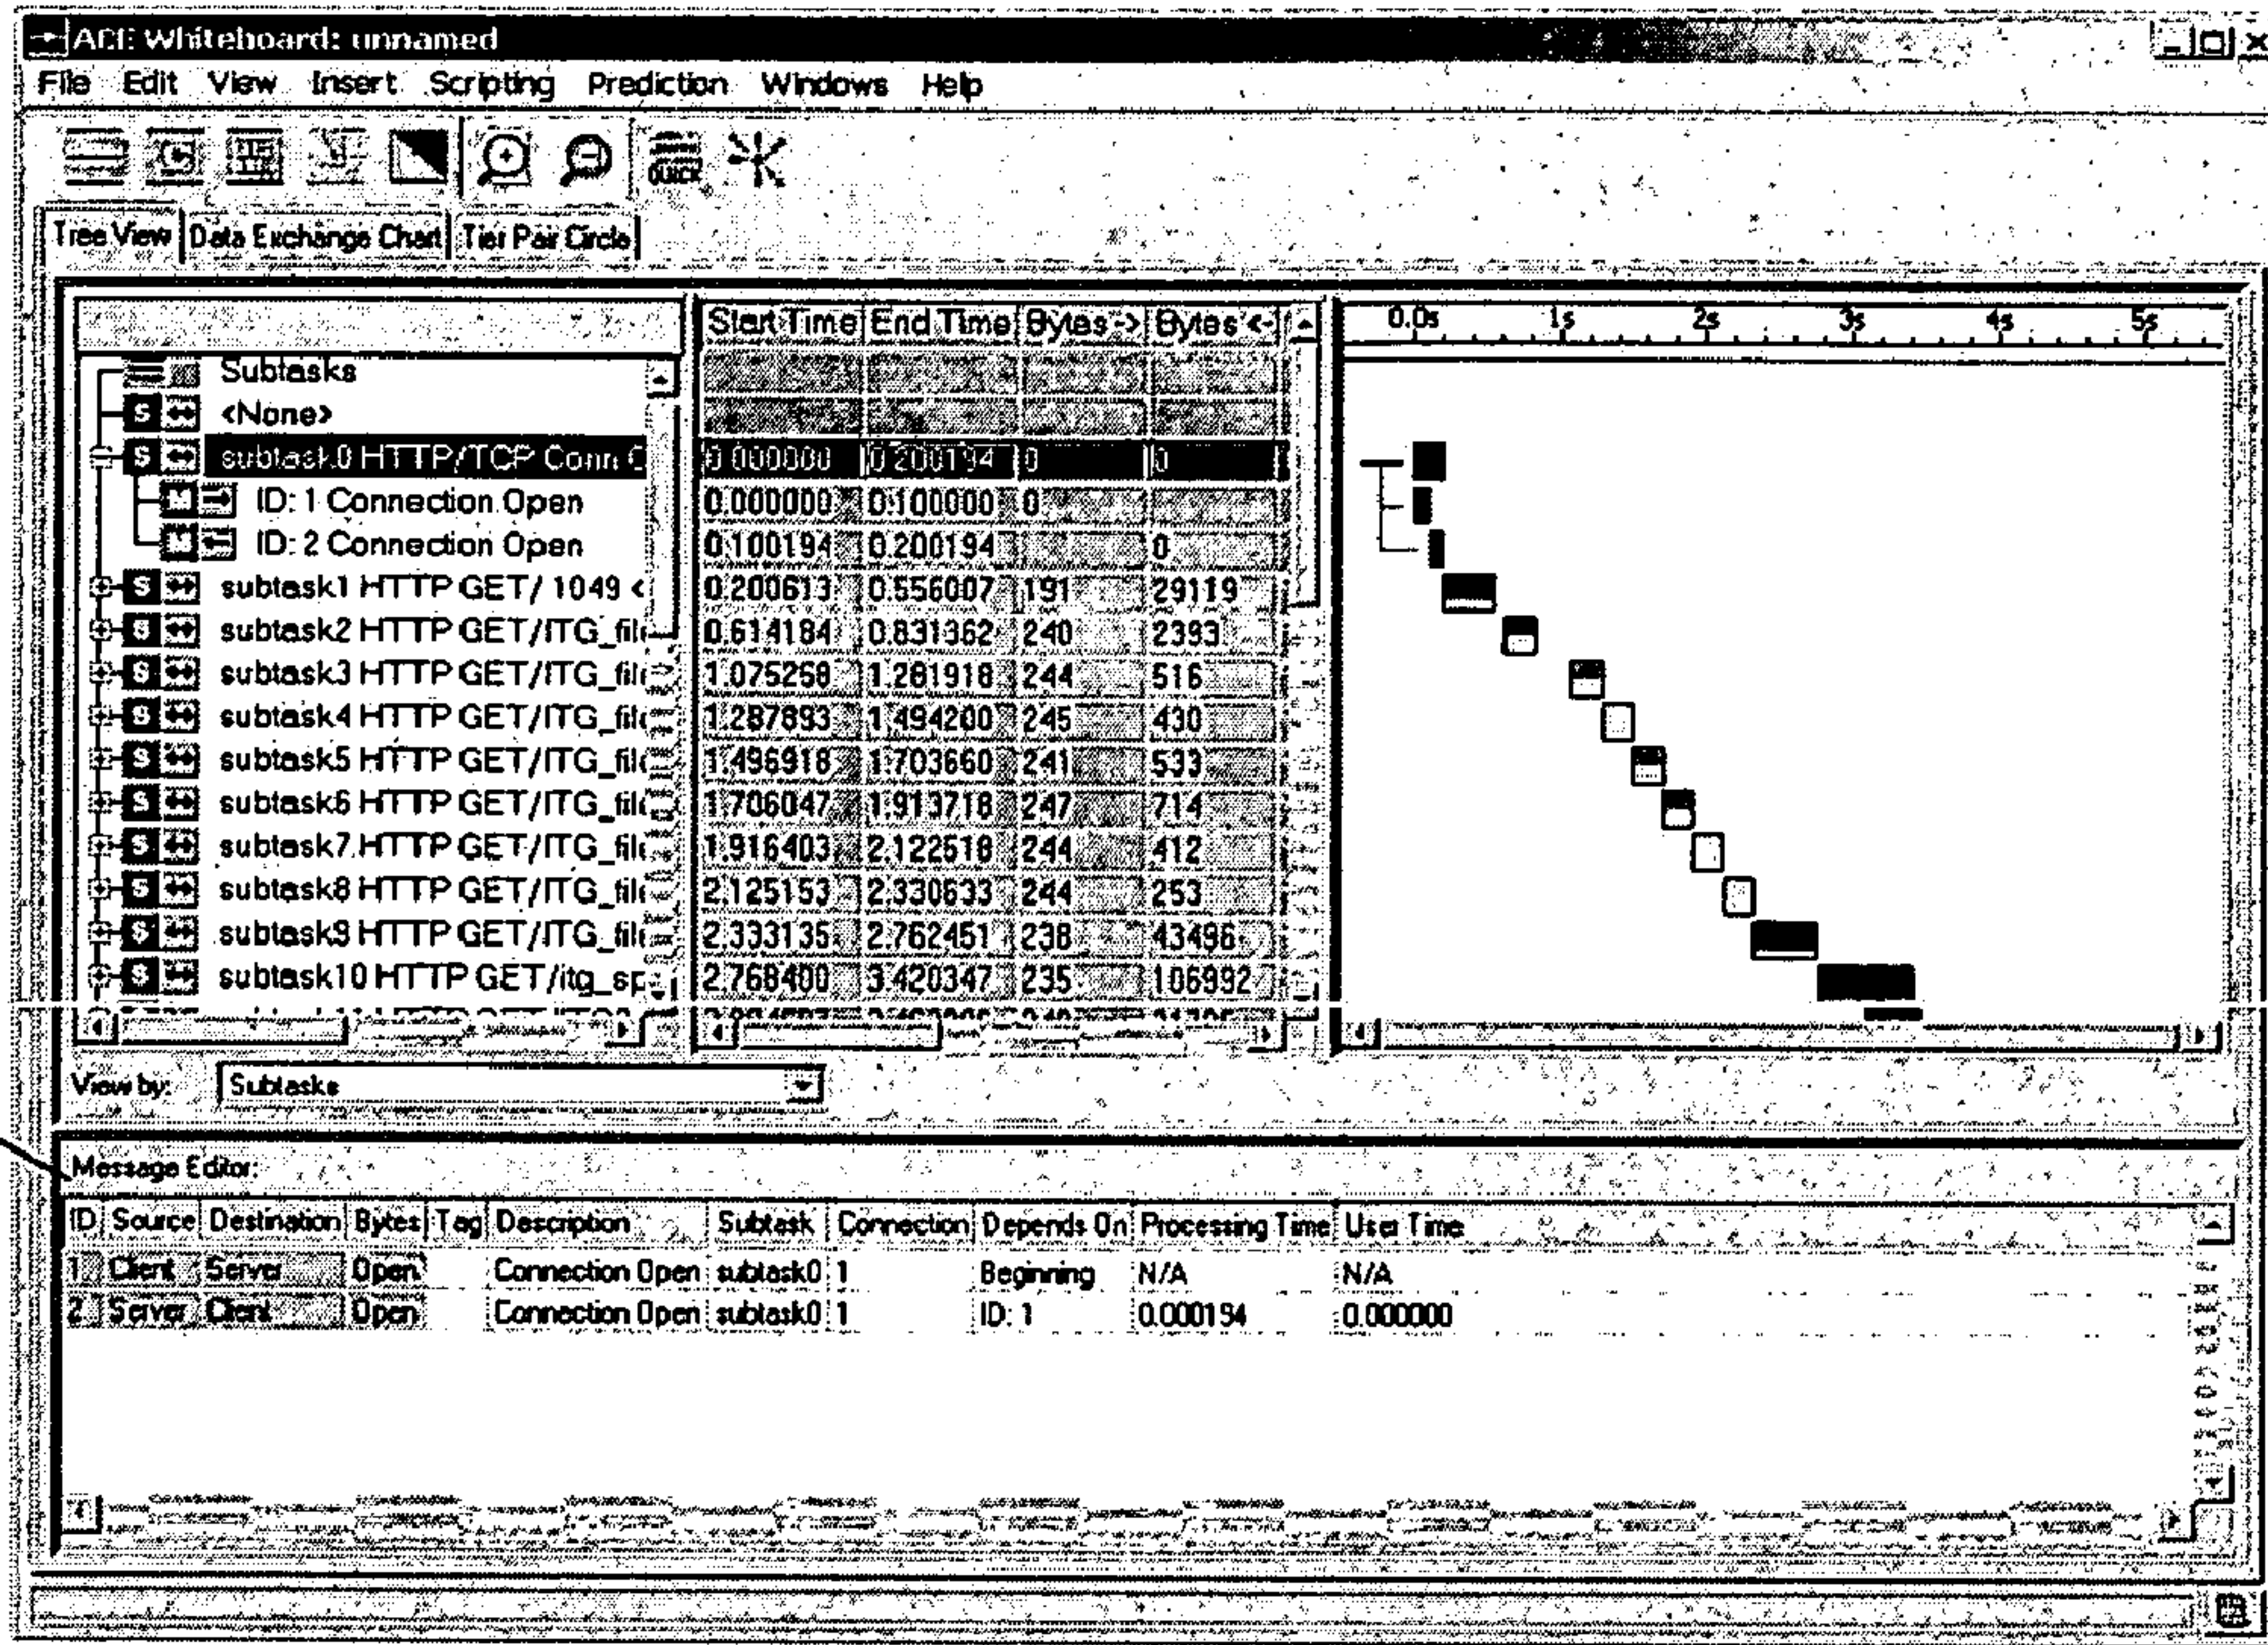 ACE Whiteboard: unnamed
File Edit View Insert Scripting Prediction Windows Help
QUICK
Tree View Data Exchange Chart Tier Pair Circle
Start Time End Time Bytes -> Bytes <- 0.0s 1s 2s 3s 4s 5s
Subtasks
S <None>
S subtask0 HTTP/TCP Conn 0.000000 0.200194 0 0
M ID: 1 Connection Open 0.000000 0.100000 0
M ID: 2 Connection Open 0.100194 0.200194 0
S subtask1 HTTP GET/ 1049 < 0.200613 0.556007 191 29119
S subtask2 HTTP GET/ITG_fil 0.614184 0.831362 240 2393
S subtask3 HTTP GET/ITG_fil 1.075258 1.281918 244 516
S subtask4 HTTP GET/ITG_fil 1.287893 1.494200 245 430
S subtask5 HTTP GET/ITG_fil 1.496918 1.703660 241 533
S subtask6 HTTP GET/ITG_fil 1.706047 1.913718 247 714
S subtask7 HTTP GET/ITG_fil 1.916403 2.122518 244 412
S subtask8 HTTP GET/ITG_fil 2.125153 2.330633 244 253
S subtask9 HTTP GET/ITG_fil 2.333135 2.762451 238 43496
S subtask10 HTTP GET/itg_sp 2.768400 3.420347 235 106992
View by: Subtasks
Message Editor:
ID Source Destination Bytes Tag Description Subtask Connection Depends On Processing Time User Time
1 Client Server Open Connection Open subtask0 1 Beginning N/A N/A
2 Server Client Open Connection Open subtask0 1 ID: 1 0.000194 0.000000